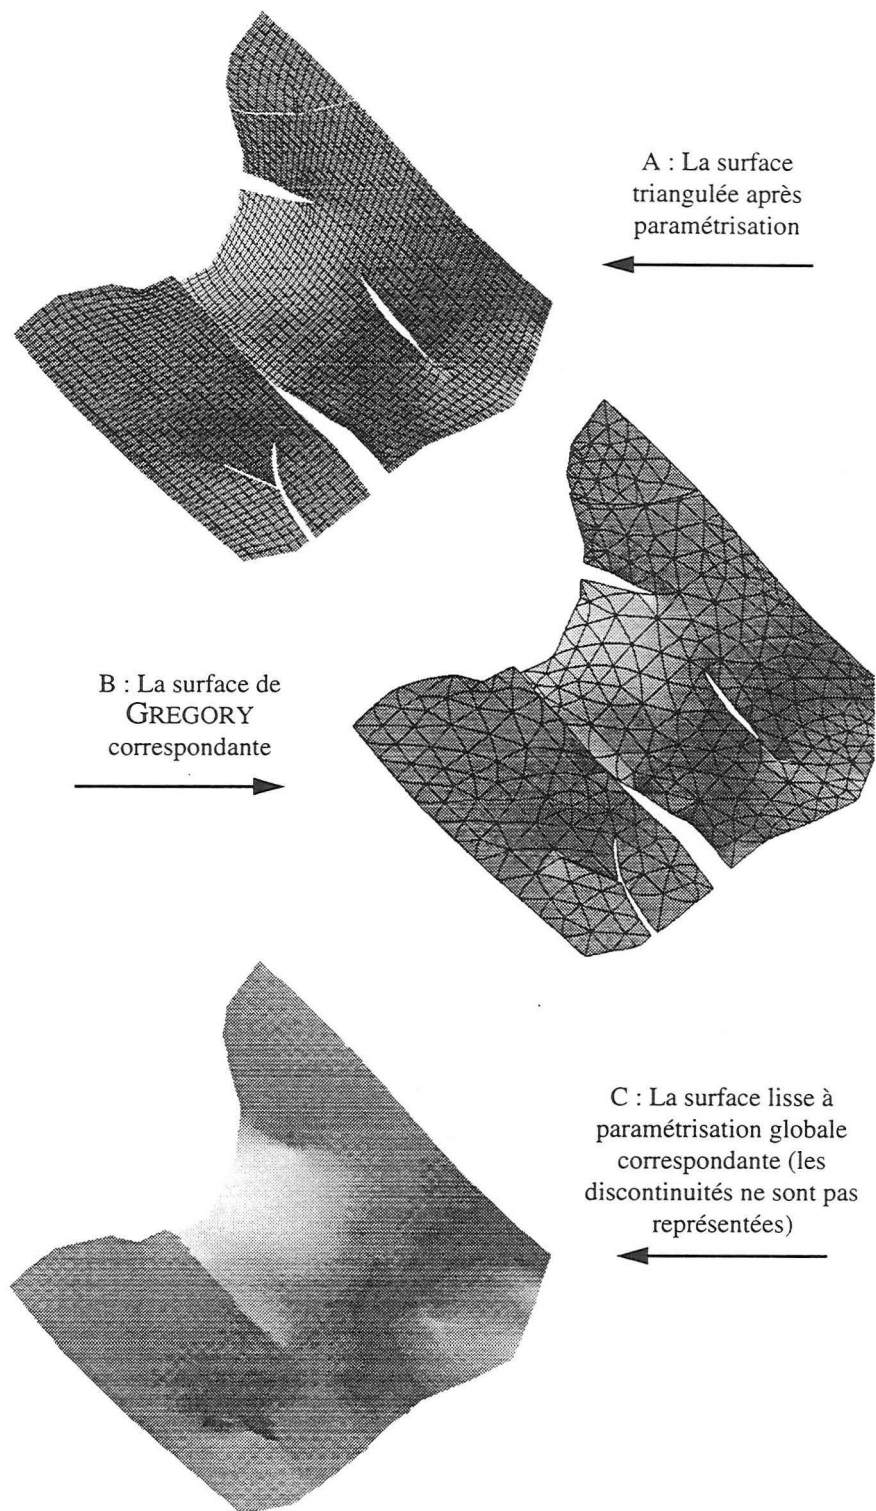 A : La surface
triangulée après
paramétrisation
B : La surface de
GREGORY
correspondante
C : La surface lisse à
paramétrisation globale
correspondante (les
discontinuités ne sont pas
représentées)